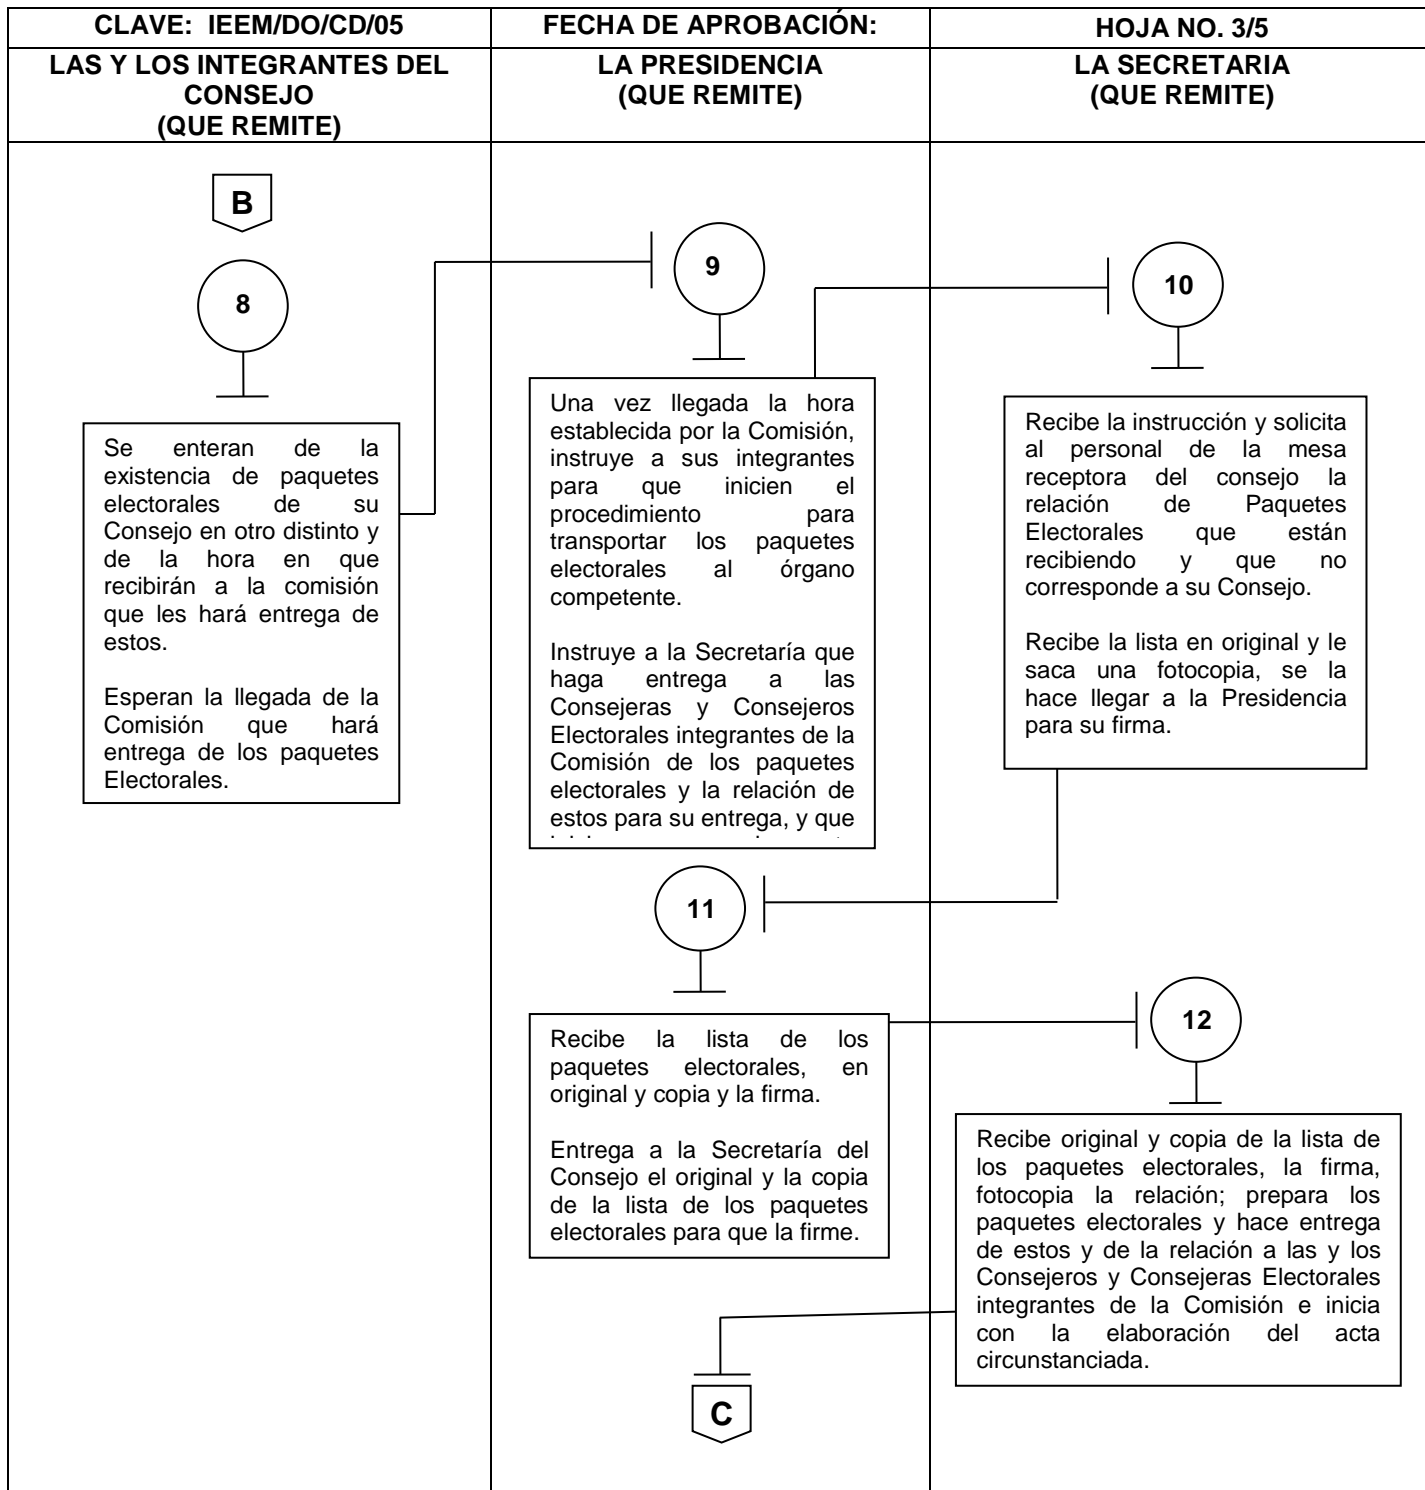 CLAVE: IEEM/DO/CD/05
FECHA DE APROBACIÓN:
HOJA NO. 3/5
LAS Y LOS INTEGRANTES DEL
CONSEJO
(QUE REMITE)
LA PRESIDENCIA
(QUE REMITE)
LA SECRETARIA
(QUE REMITE)
B
8
Se enteran de la
existencia de paquetes
electorales de su
Consejo en otro distinto y
de la hora en que
recibirán a la comisión
que les hará entrega de
estos.
Esperan la llegada de la
Comisión que hará
entrega de los paquetes
Electorales.
9
Una vez llegada la hora
establecida por la Comisión,
instruye a sus integrantes
para que inicien el
procedimiento para
transportar los paquetes
electorales al órgano
competente.
Instruye a la Secretaría que
haga entrega a las
Consejeras y Consejeros
Electorales integrantes de la
Comisión de los paquetes
electorales y la relación de
estos para su entrega, y que
10
Recibe la instrucción y solicita
al personal de la mesa
receptora del consejo la
relación de Paquetes
Electorales que están
recibiendo y que no
corresponde a su Consejo.
Recibe la lista en original y le
saca una fotocopia, se la
hace llegar a la Presidencia
para su firma.
11
Recibe la lista de los
paquetes electorales, en
original y copia y la firma.
Entrega a la Secretaría del
Consejo el original y la copia
de la lista de los paquetes
electorales para que la firme.
12
Recibe original y copia de la lista de
los paquetes electorales, la firma,
fotocopia la relación; prepara los
paquetes electorales y hace entrega
de estos y de la relación a las y los
Consejeros y Consejeras Electorales
integrantes de la Comisión e inicia
con la elaboración del acta
circunstanciada.
C